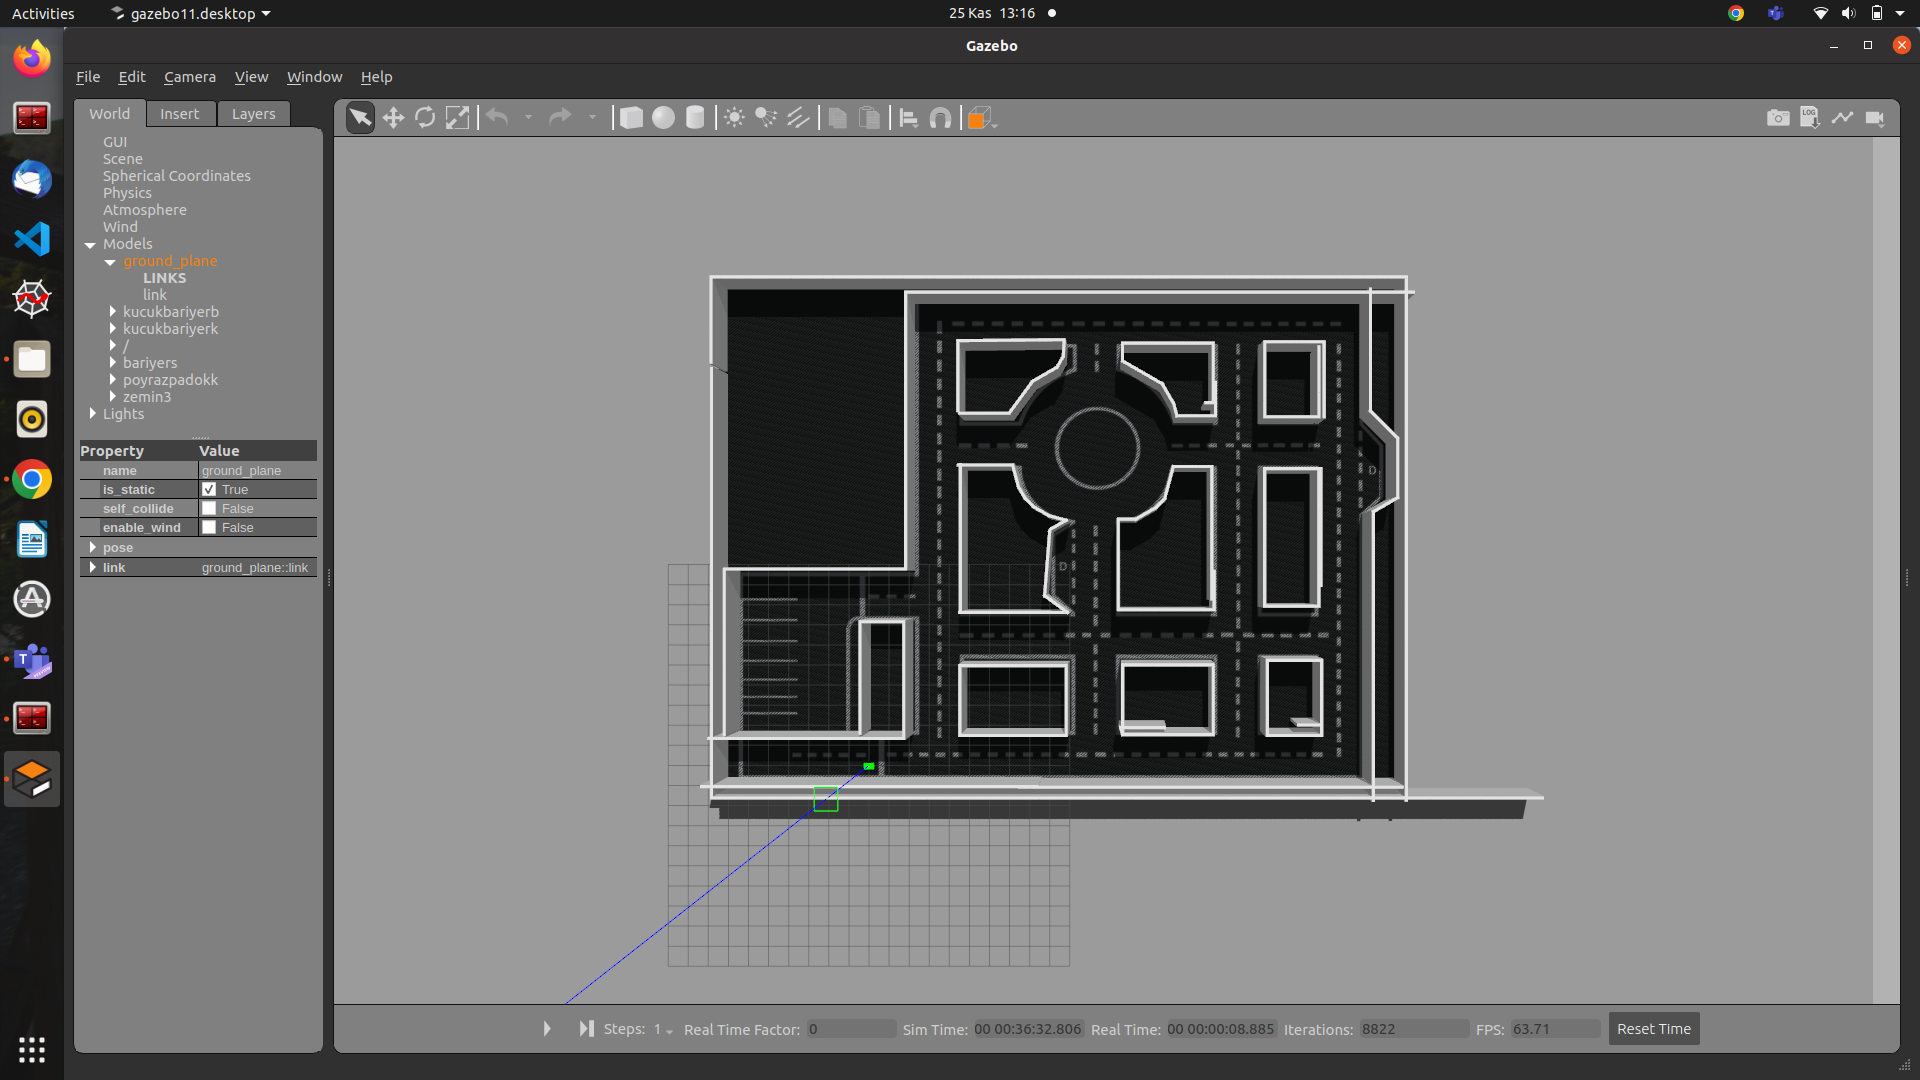 Activities
gazebo11.desktop
25 Kas 13:16
Gazebo
File Edit Camera View Window Help
World Insert Layers
GUI
Scene
Spherical Coordinates
Physics
Atmosphere
Wind
Models
ground_plane
LINKS
link
kucukbariyerb
kucukbariyerk
/
bariyers
poyrazpadokk
zemin3
Lights
Property Value
name ground_plane
is_static True
self_collide False
enable_wind False
pose
link ground_plane::link
LOG
D
D
Steps: 1 Real Time Factor: 0 Sim Time: 00 00:36:32.806 Real Time: 00 00:00:08.885 Iterations: 8822 FPS: 63.71 Reset Time